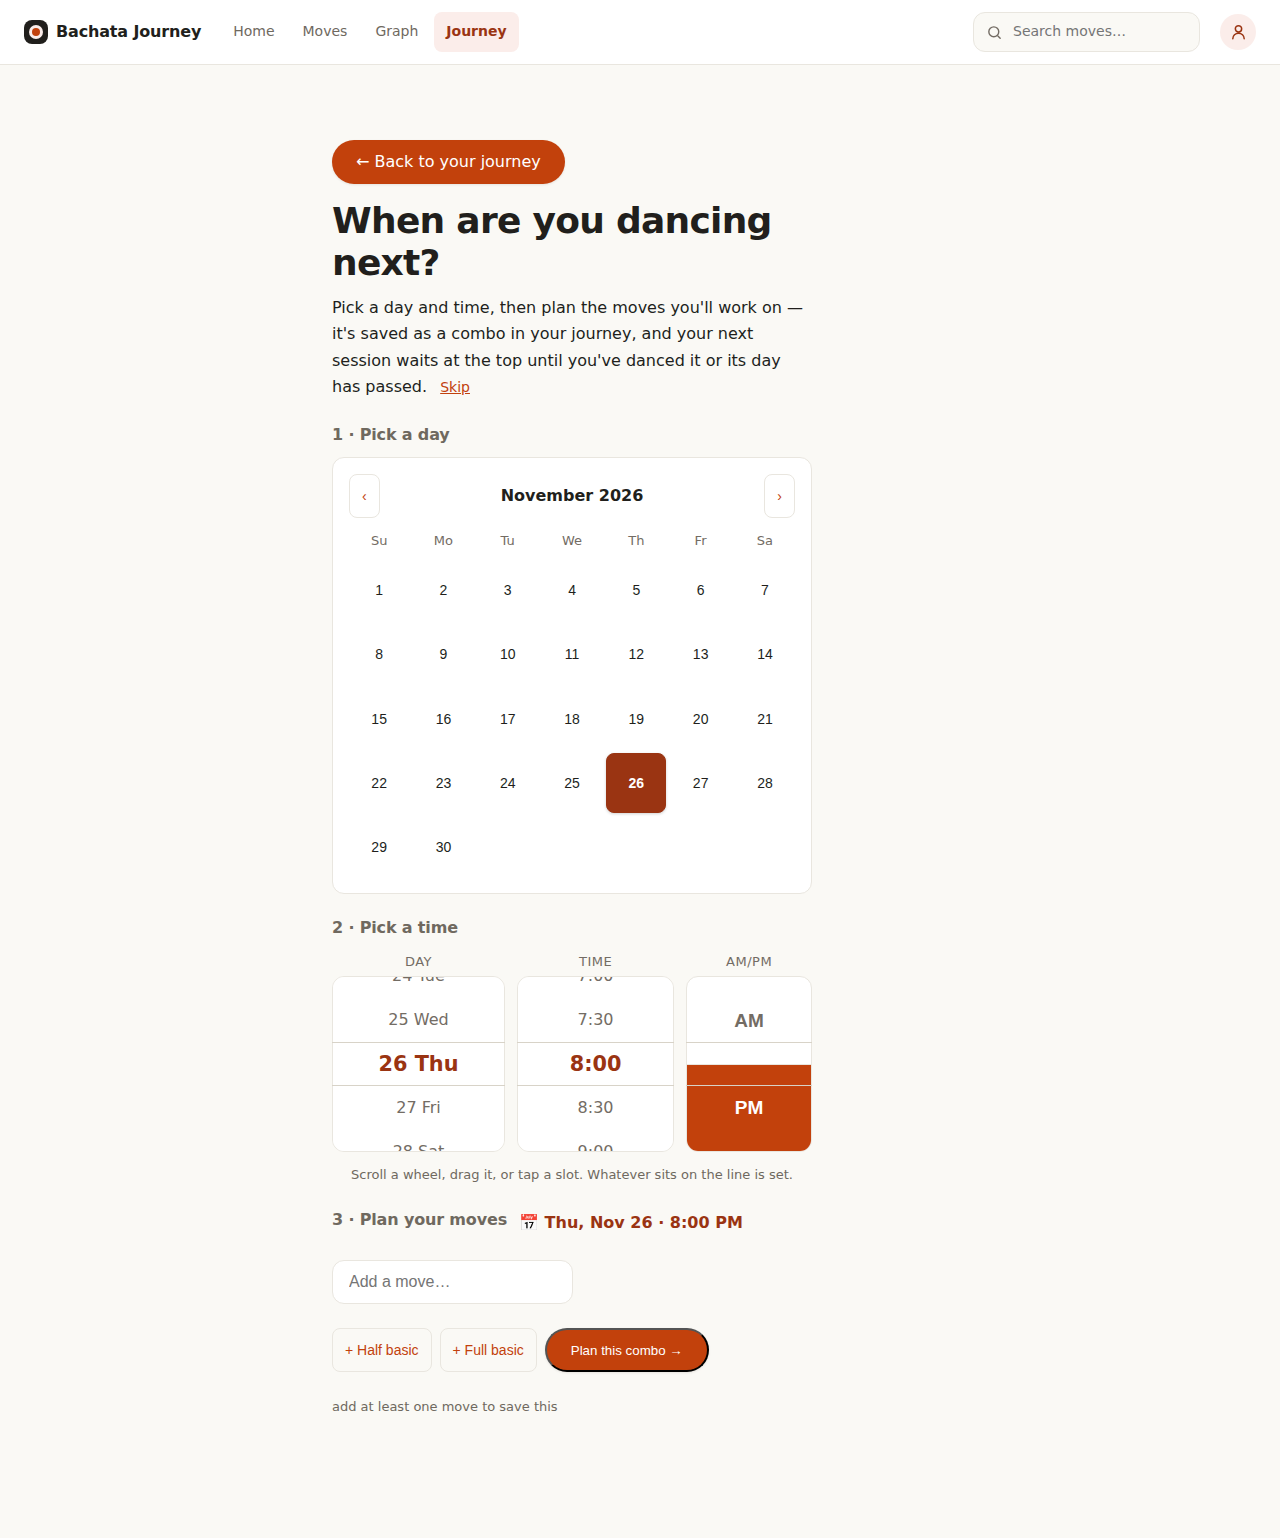 Bachata Journey Home Moves Graph Journey Search moves...
← Back to your journey
When are you dancing
next?
Pick a day and time, then plan the moves you'll work on —
it's saved as a combo in your journey, and your next
session waits at the top until you've danced it or its day
has passed. Skip
1 · Pick a day
‹ November 2026 ›
Su Mo Tu We Th Fr Sa
1 2 3 4 5 6 7
8 9 10 11 12 13 14
15 16 17 18 19 20 21
22 23 24 25 26 27 28
29 30
2 · Pick a time
DAY TIME AM/PM
24 Tue 7:00
25 Wed 7:30 AM
26 Thu 8:00
27 Fri 8:30 PM
28 Sat 9:00
Scroll a wheel, drag it, or tap a slot. Whatever sits on the line is set.
3 · Plan your moves 📅 Thu, Nov 26 · 8:00 PM
Add a move…
+ Half basic + Full basic Plan this combo →
add at least one move to save this